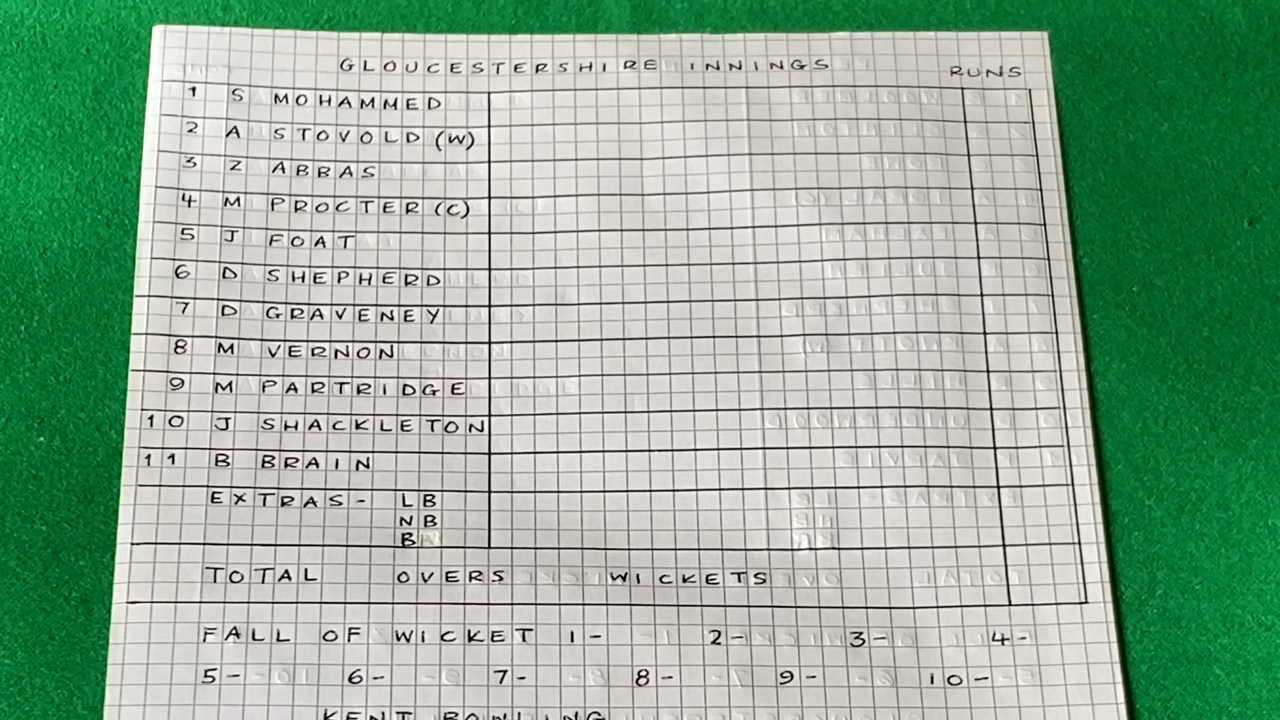 GLOUCESTERSHIRE INNINGS RUNS
1 S MOHAMMED
2 A STOVOLD (W)
3 Z ABBAS
4 M PROCTER (C)
5 J FOAT
6 D SHEPHERD
7 D GRAVENEY
8 M VERNON
9 M PARTRIDGE
10 J SHACKLETON
11 B BRAIN
EXTRAS- LB
NB
B
TOTAL OVERS WICKETS
FALL OF WICKET 1- 2- 3- 4-
5- 6- 7- 8- 9- 10-
KENT BOWLING